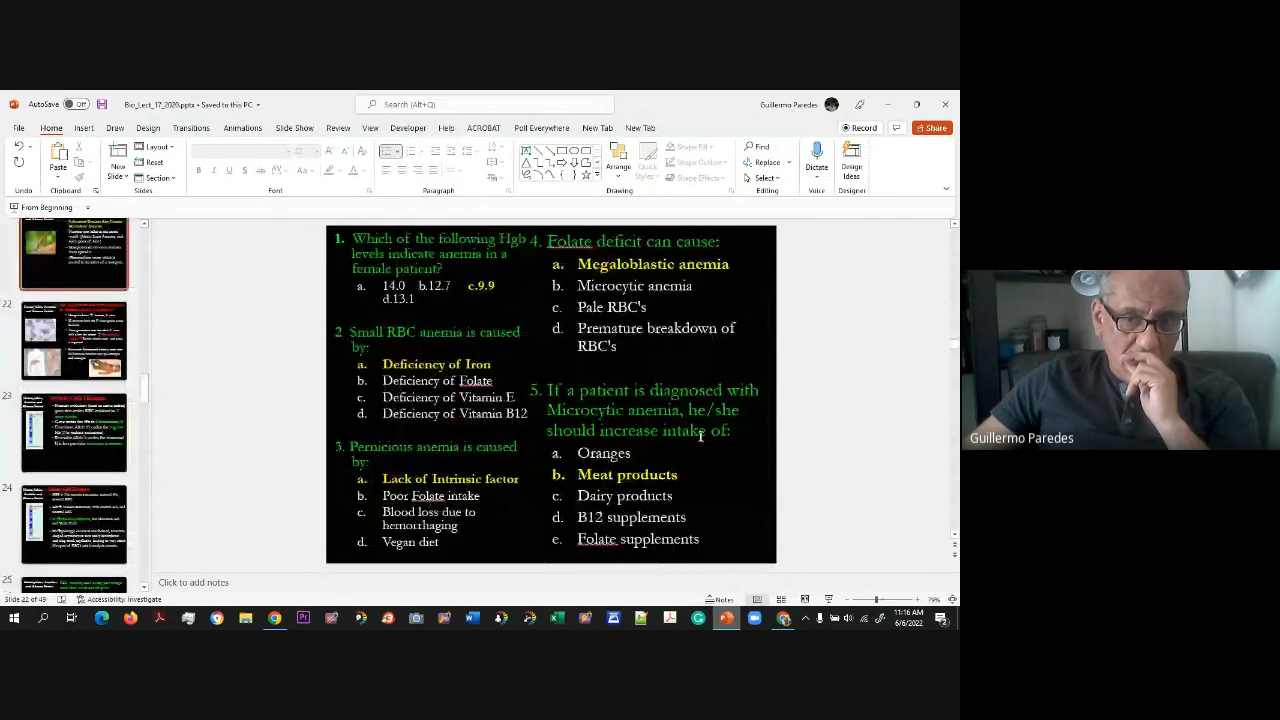 AutoSave Off Bio_Lect_17_2020.pptx • Saved to this PC Search (Alt+Q) Guillermo Paredes
File Home Insert Draw Design Transitions Animations Slide Show Review View Developer Help ACROBAT Poll Everywhere New Tab New Tab Record Share
Paste New Slide Layout Reset Section Arrange Quick Styles Shape Fill Shape Outline Shape Effects Find Replace Select Dictate Design Ideas
Undo Clipboard Slides Font Paragraph Drawing Editing Voice Designer
From Beginning
1. Which of the following Hgb
levels indicate anemia in a
female patient?
a. 14.0 b.12.7 c.9.9
d.13.1
2 Small RBC anemia is caused
by:
a. Deficiency of Iron
b. Deficiency of Folate
c. Deficiency of Vitamin E
d. Deficiency of Vitamin B12
3. Pernicious anemia is caused
by:
a. Lack of Intrinsic factor
b. Poor Folate intake
c. Blood loss due to
hemorrhaging
d. Vegan diet
4. Folate deficit can cause:
a. Megaloblastic anemia
b. Microcytic anemia
c. Pale RBC's
d. Premature breakdown of
RBC's
5. If a patient is diagnosed with
Microcytic anemia, he/she
should increase intake of:
a. Oranges
b. Meat products
c. Dairy products
d. B12 supplements
e. Folate supplements
22
23
24
25
Guillermo Paredes
Click to add notes
Slide 22 of 49 Accessibility: Investigate Notes 79%
11:16 AM
6/6/2022